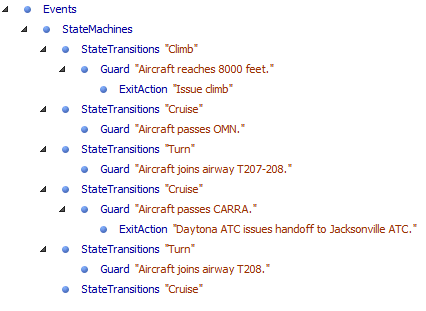 Events
StateMachines
StateTransitions "Climb"
Guard "Aircraft reaches 8000 feet."
ExitAction "Issue climb"
StateTransitions "Cruise"
Guard "Aircraft passes OMN."
StateTransitions "Turn"
Guard "Aircraft joins airway T207-208."
StateTransitions "Cruise"
Guard "Aircraft passes CARRA."
ExitAction "Daytona ATC issues handoff to Jacksonville ATC."
StateTransitions "Turn"
Guard "Aircraft joins airway T208."
StateTransitions "Cruise"